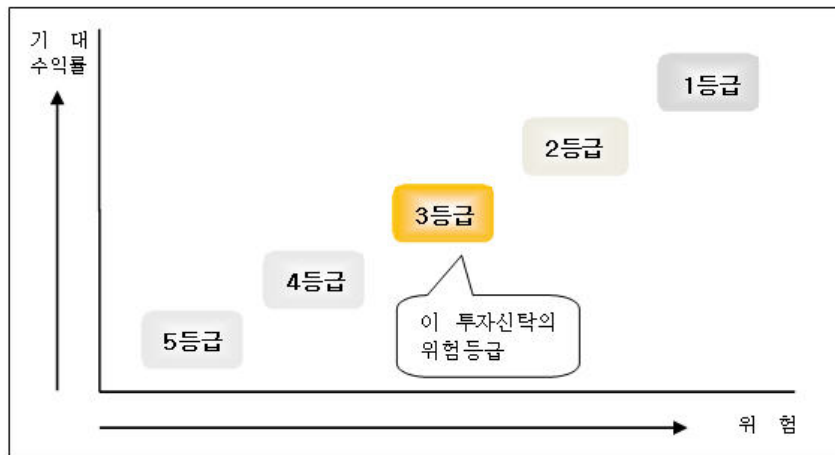 기 대
수익률
1등급
2등급
3등급
4등급
5등급
이 투자신탁의
위험등급
위 험